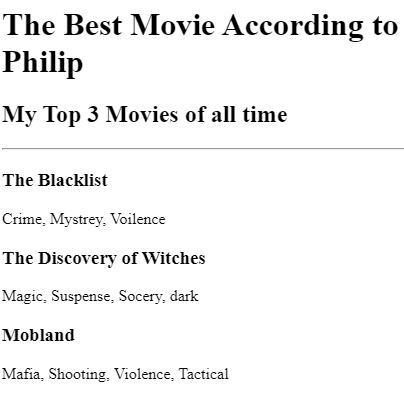 The Best Movie According to
Philip
My Top 3 Movies of all time
The Blacklist
Crime, Mystrey, Voilence
The Discovery of Witches
Magic, Suspense, Socery, dark
Mobland
Mafia, Shooting, Violence, Tactical